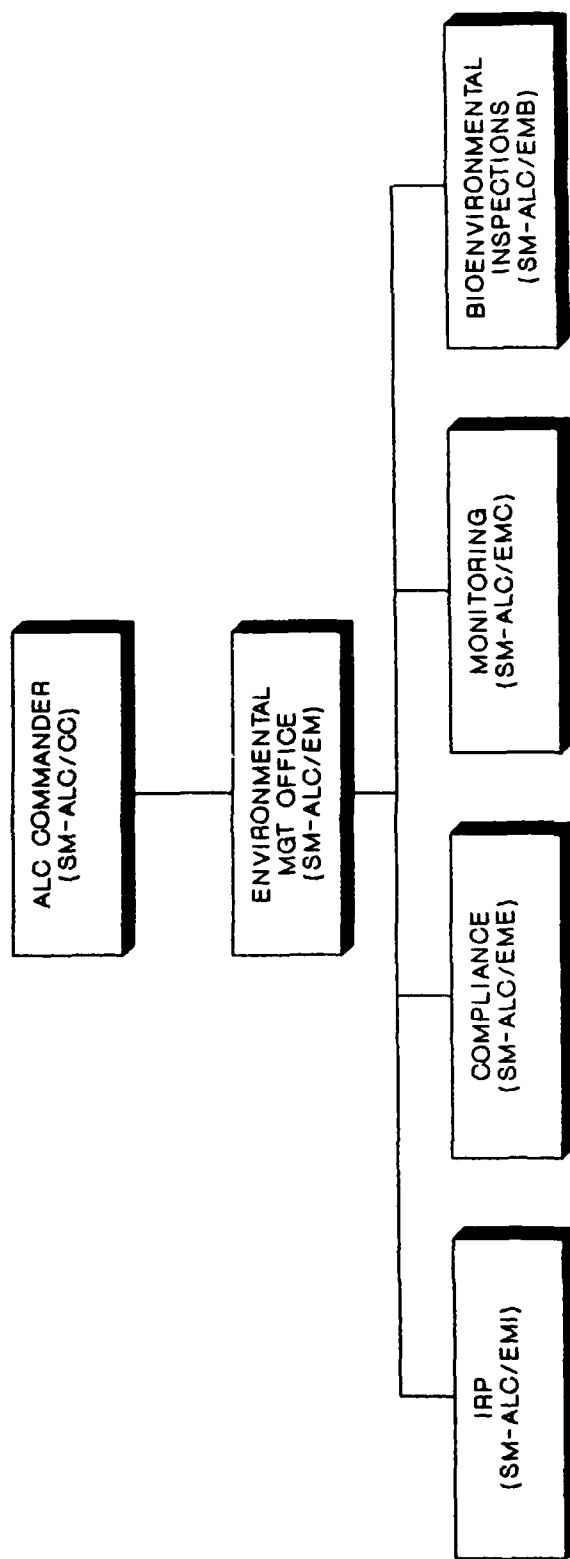 ALC COMMANDER
(SM-ALC/CC)
ENVIRONMENTAL
MGT OFFICE
(SM-ALC/EM)
IRP
(SM-ALC/EMI)
COMPLIANCE
(SM-ALC/EME)
MONITORING
(SM-ALC/EMC)
BIOENVIRONMENTAL
INSPECTIONS
(SM-ALC/EMB)